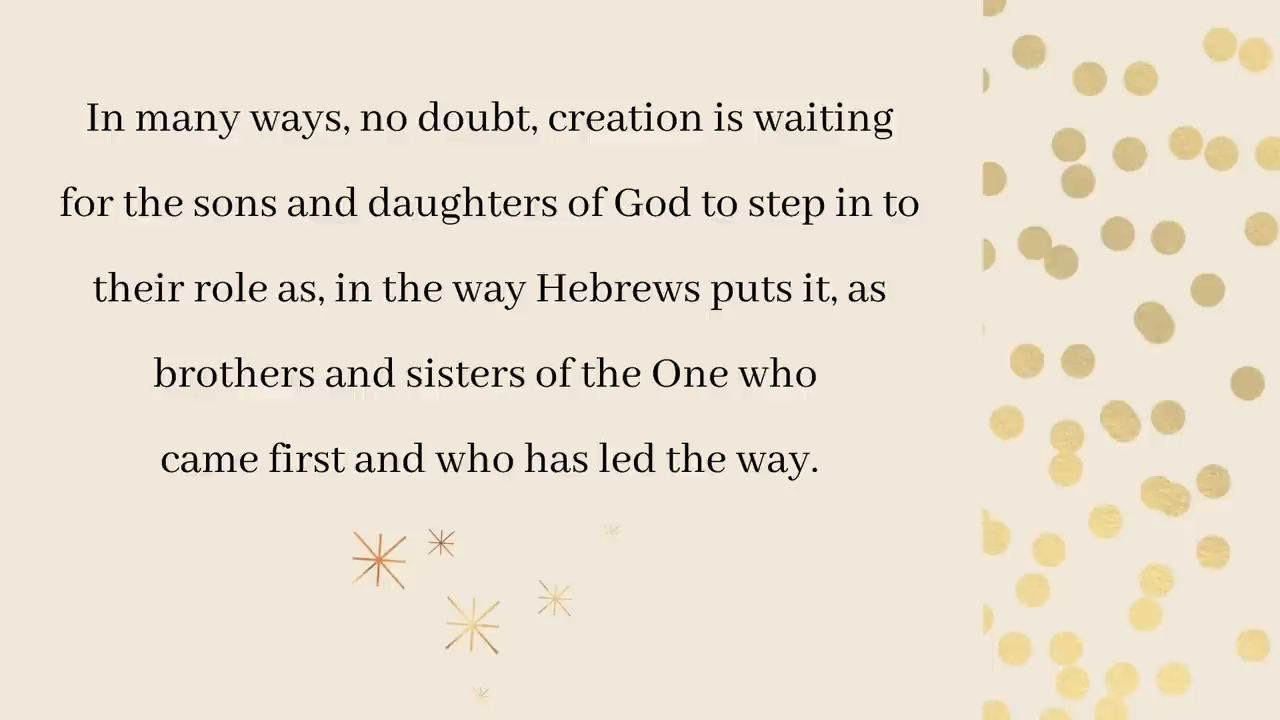 In many ways, no doubt, creation is waiting
for the sons and daughters of God to step in to
their role as, in the way Hebrews puts it, as
brothers and sisters of the One who
came first and who has led the way.